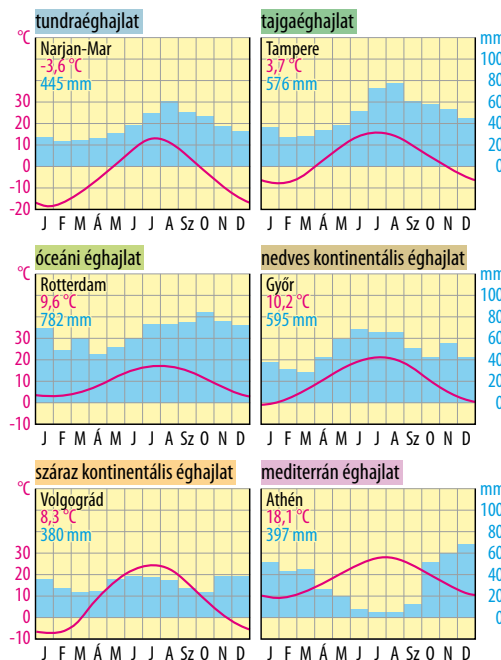 tundraéghajlat
tajgaéghajlat
°C
mm
Narjan-Mar
-3,6 °C
445 mm
Tampere
3,7 °C
576 mm
30
20
10
0
-10
-20
100
80
60
40
20
0
J F M Á M J J A Sz O N D
J F M Á M J J A Sz O N D
óceáni éghajlat
nedves kontinentális éghajlat
°C
mm
Rotterdam
9,6 °C
782 mm
Győr
10,2 °C
595 mm
30
20
10
0
-10
100
80
60
40
20
0
J F M Á M J J A Sz O N D
J F M Á M J J A Sz O N D
száraz kontinentális éghajlat
mediterrán éghajlat
°C
mm
Volgográd
8,3 °C
380 mm
Athén
18,1 °C
397 mm
30
20
10
0
-10
100
80
60
40
20
0
J F M Á M J J A Sz O N D
J F M Á M J J A Sz O N D